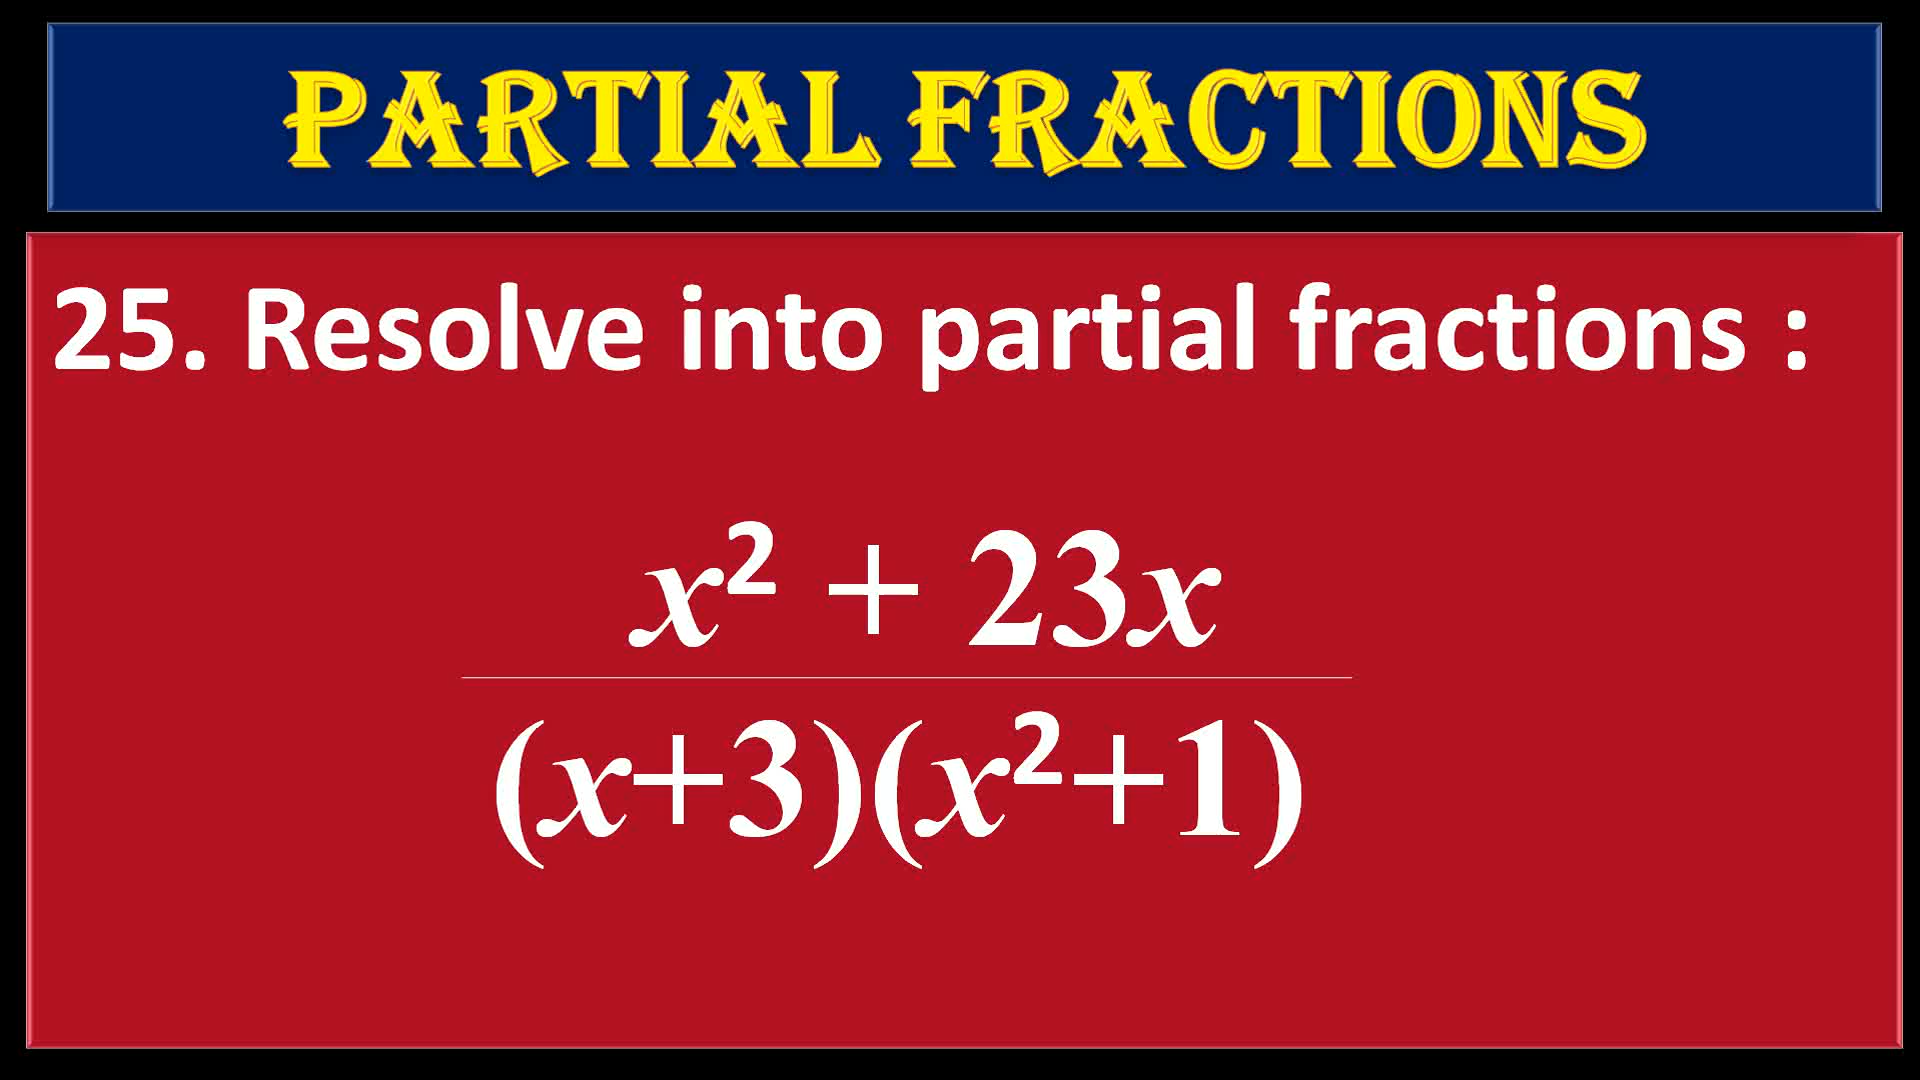 PARTIAL FRACTIONS
25. Resolve into partial fractions :
x² + 23x
(x+3)(x²+1)